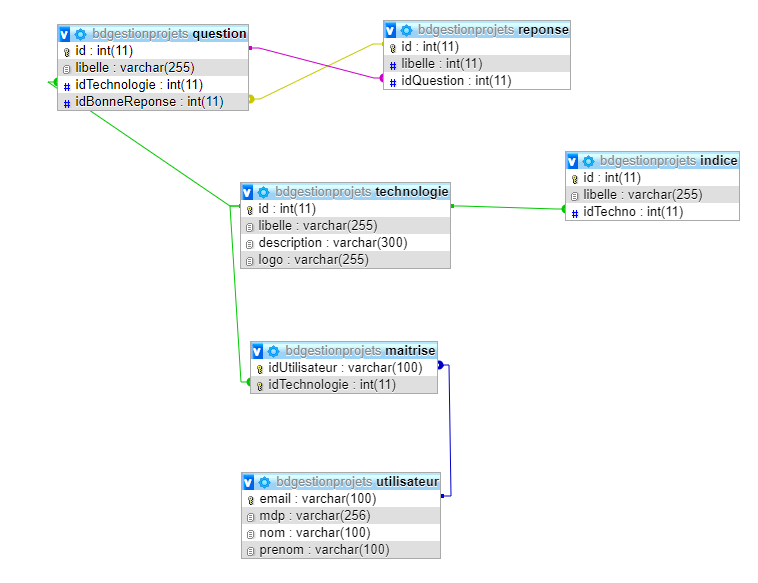 bdgestionprojets question
id : int(11)
libelle : varchar(255)
idTechnologie : int(11)
idBonneReponse : int(11)
bdgestionprojets reponse
id : int(11)
libelle : int(11)
idQuestion : int(11)
bdgestionprojets indice
id : int(11)
libelle : varchar(255)
idTechno : int(11)
bdgestionprojets technologie
id : int(11)
libelle : varchar(255)
description : varchar(300)
logo : varchar(255)
bdgestionprojets maitrise
idUtilisateur : varchar(100)
idTechnologie : int(11)
bdgestionprojets utilisateur
email : varchar(100)
mdp : varchar(256)
nom : varchar(100)
prenom : varchar(100)